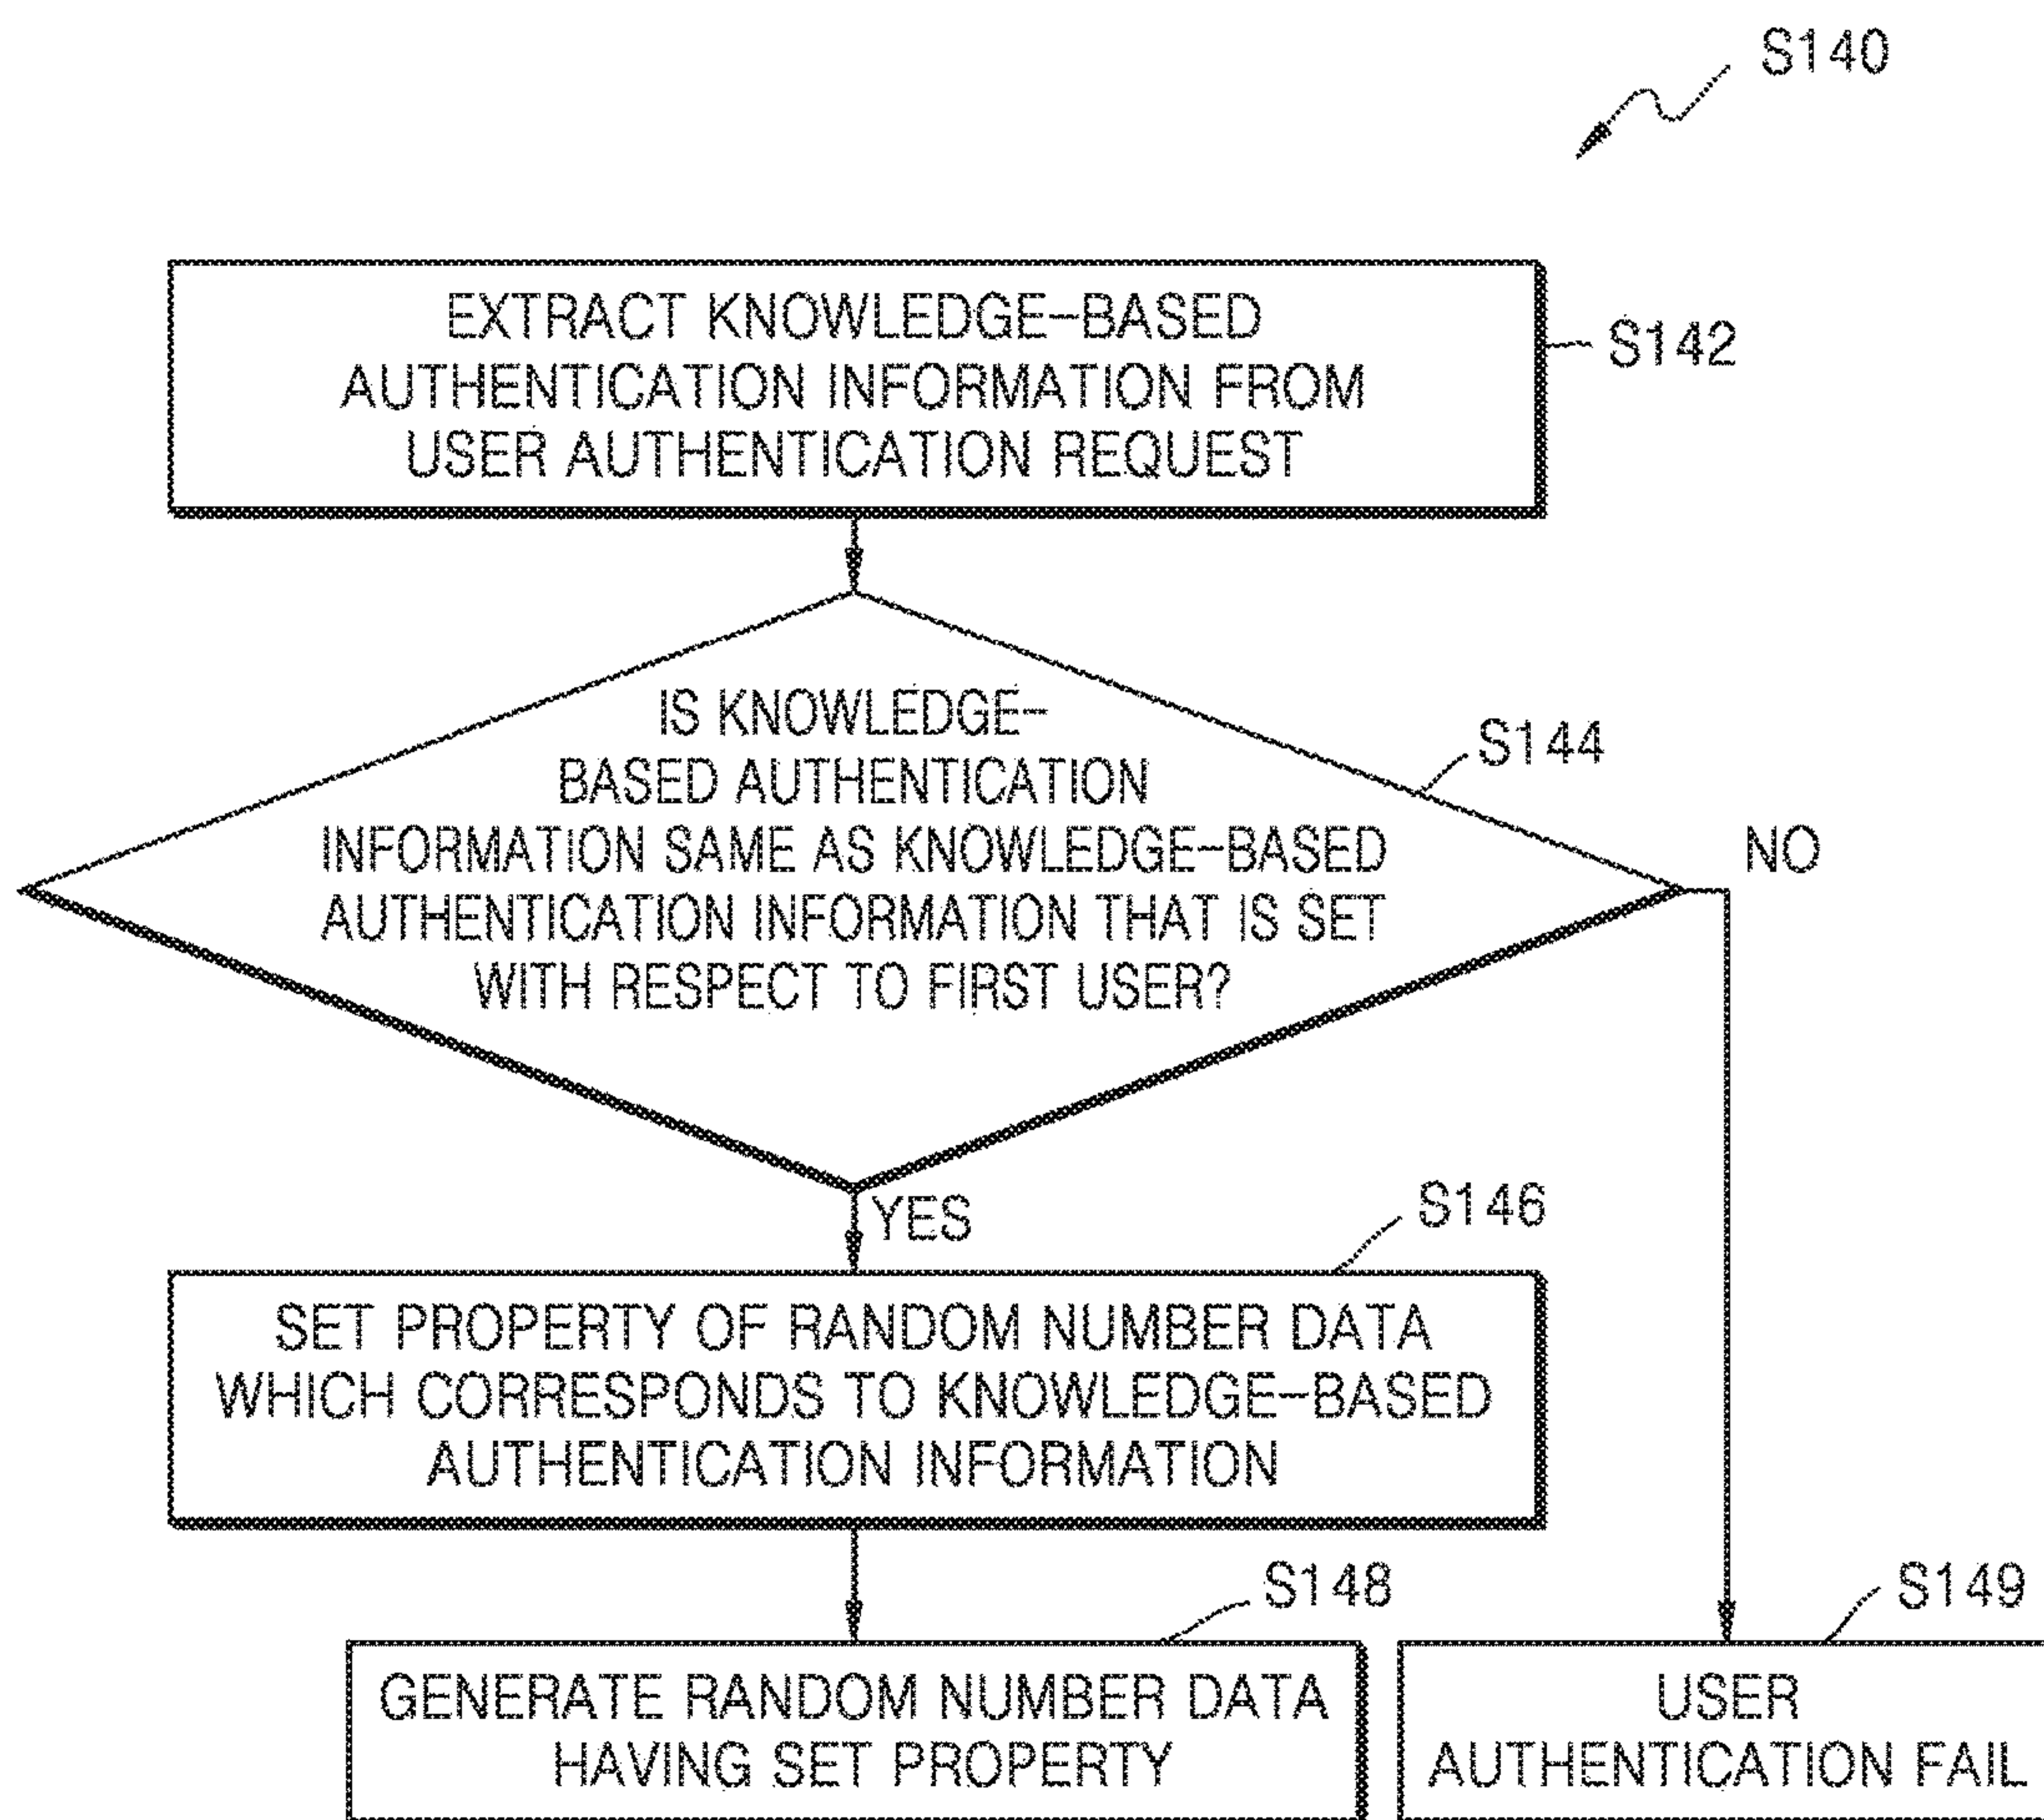 S140
EXTRACT KNOWLEDGE-BASED
AUTHENTICATION INFORMATION FROM
USER AUTHENTICATION REQUEST
S142
IS KNOWLEDGE-
BASED AUTHENTICATION
INFORMATION SAME AS KNOWLEDGE-BASED
AUTHENTICATION INFORMATION THAT IS SET
WITH RESPECT TO FIRST USER?
S144
NO
YES
S146
SET PROPERTY OF RANDOM NUMBER DATA
WHICH CORRESPONDS TO KNOWLEDGE-BASED
AUTHENTICATION INFORMATION
S148
GENERATE RANDOM NUMBER DATA
HAVING SET PROPERTY
S149
USER
AUTHENTICATION FAIL